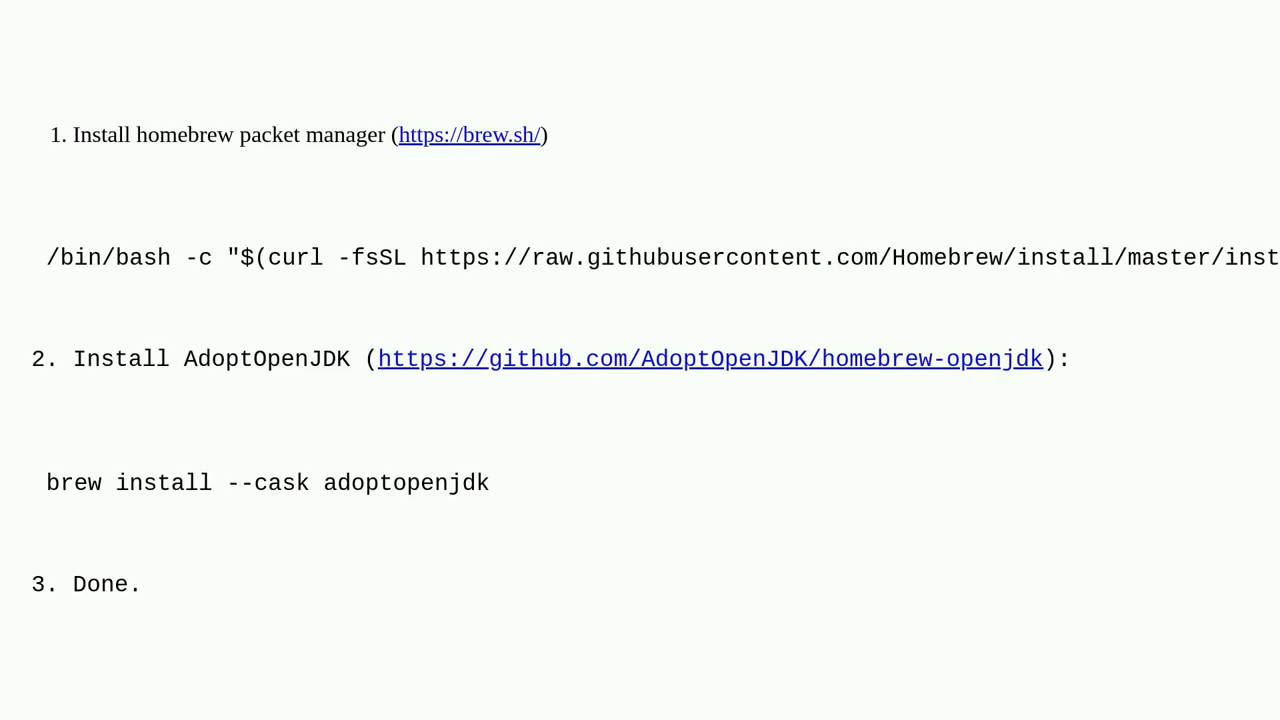 1. Install homebrew packet manager (https://brew.sh/)
/bin/bash -c "$(curl -fsSL https://raw.githubusercontent.com/Homebrew/install/master/inst
2. Install AdoptOpenJDK (https://github.com/AdoptOpenJDK/homebrew-openjdk):
brew install --cask adoptopenjdk
3. Done.